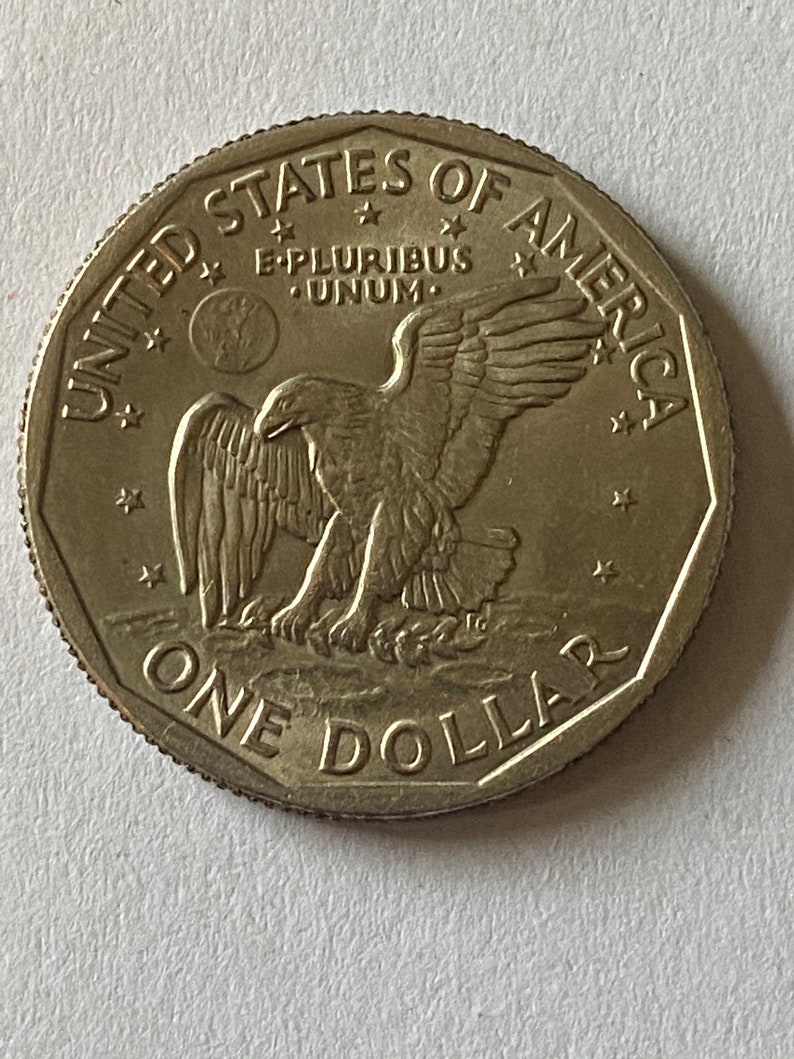 UNITED STATES OF AMERICA
E·PLURIBUS
·UNUM·
ONE DOLLAR